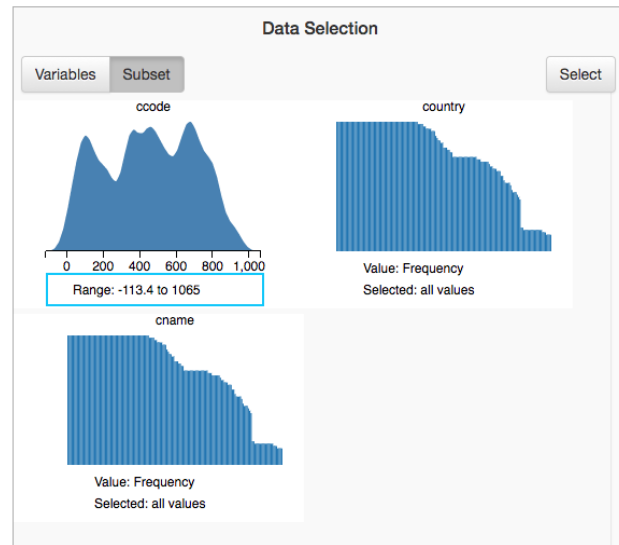 Data Selection
Variables Subset Select
ccode
0 200 400 600 800 1,000
Range: -113.4 to 1065
country
Value: Frequency
Selected: all values
cname
Value: Frequency
Selected: all values